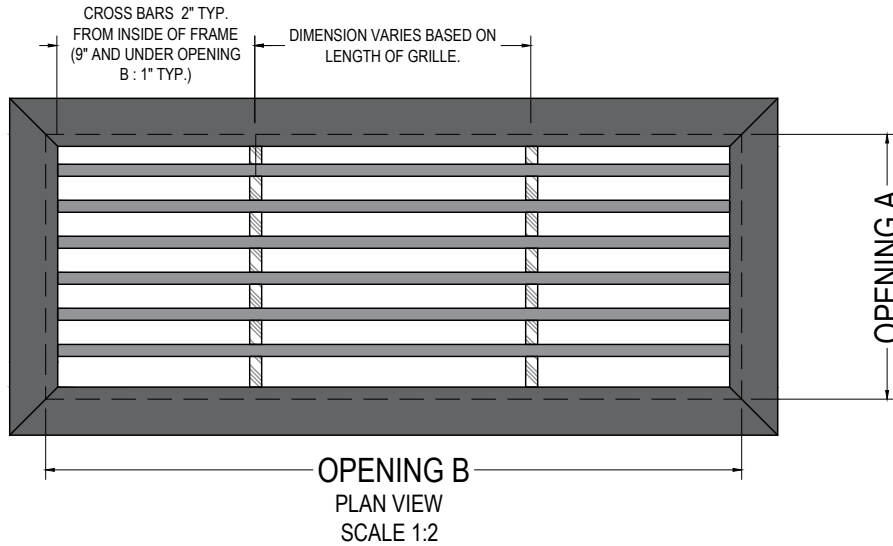 CROSS BARS 2" TYP.
FROM INSIDE OF FRAME
(9" AND UNDER OPENING
B : 1" TYP.)
DIMENSION VARIES BASED ON
LENGTH OF GRILLE.
OPENING A
OPENING B
PLAN VIEW
SCALE 1:2